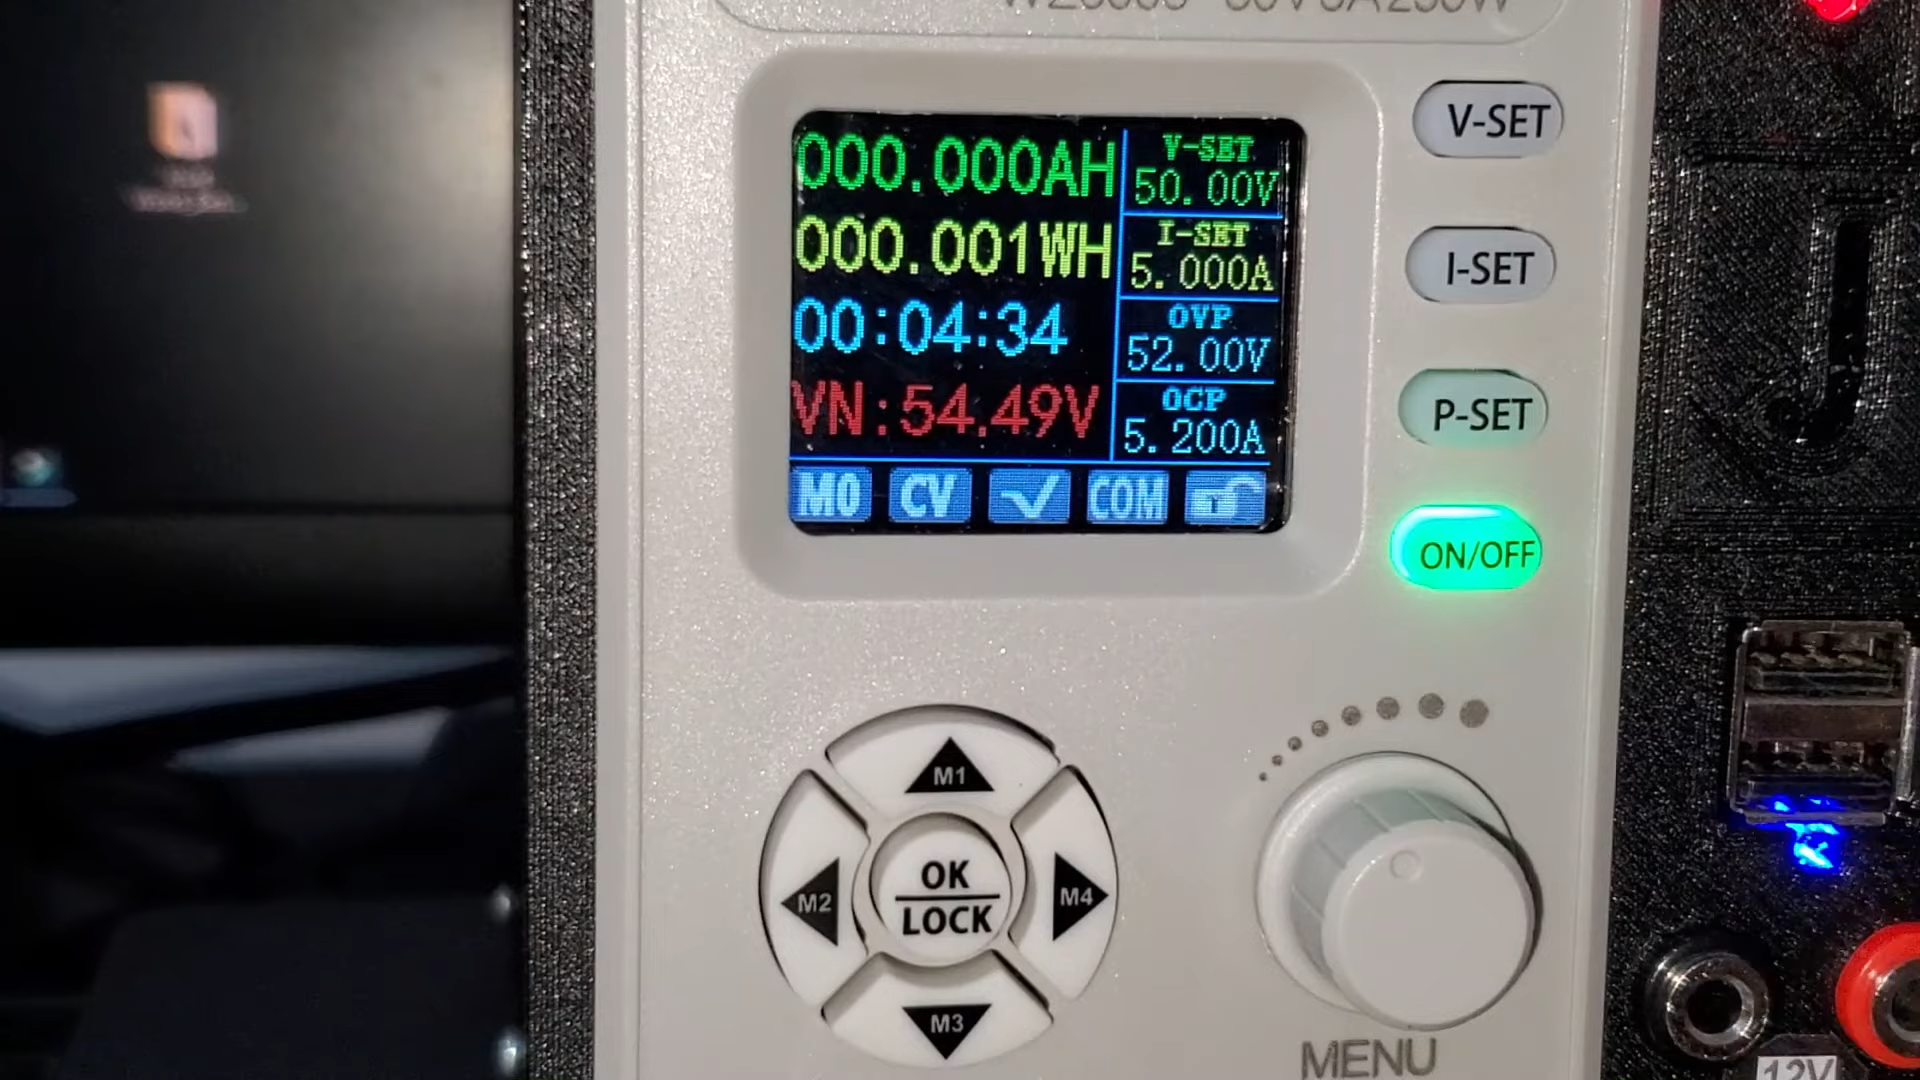 000.000AH
000.001WH
00:04:34
VN:54.49V
V-SET
50.00V
I-SET
5.000A
OVP
52.00V
OCP
5.200A
M0 CV COM
V-SET
I-SET
P-SET
ON/OFF
M1
M2
OK
LOCK
M4
M3
MENU
12V